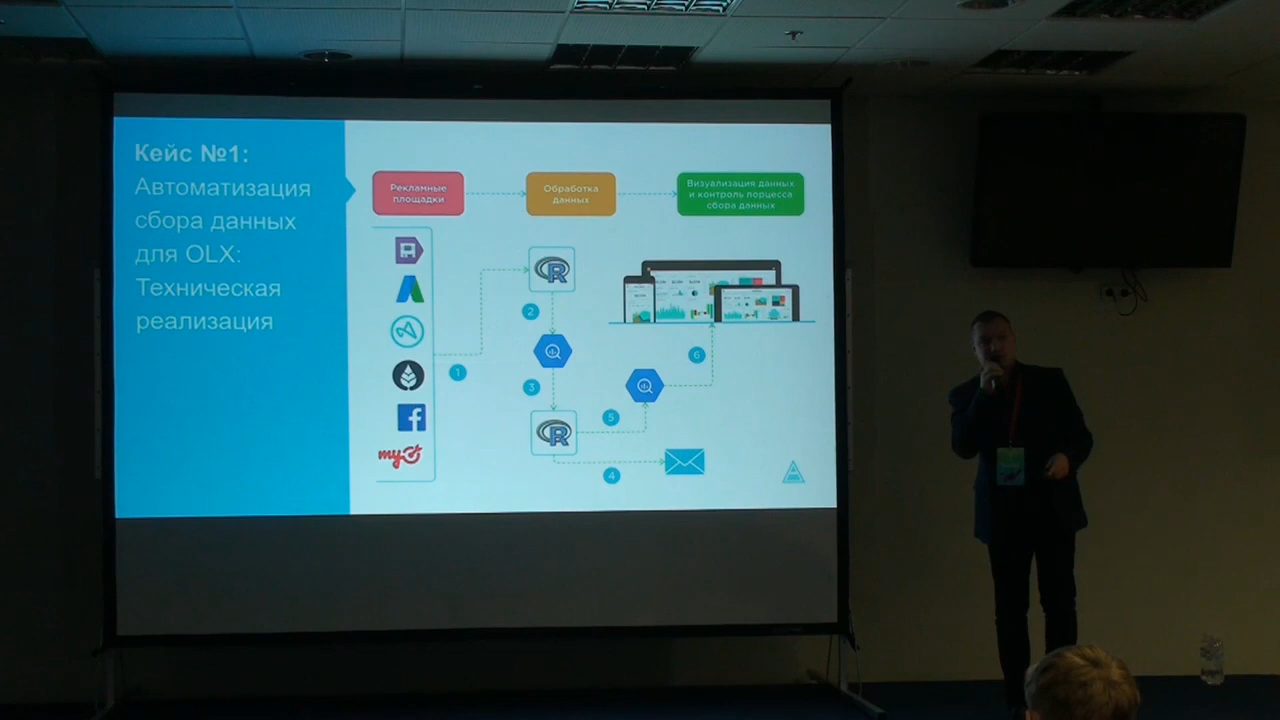 Кейс №1:
Автоматизация
сбора данных
для OLX:
Техническая
реализация
Рекламные
площадки
Обработка
данных
Визуализация данных
и контроль порцесса
сбора данных
my
R
R
1
2
3
4
5
6